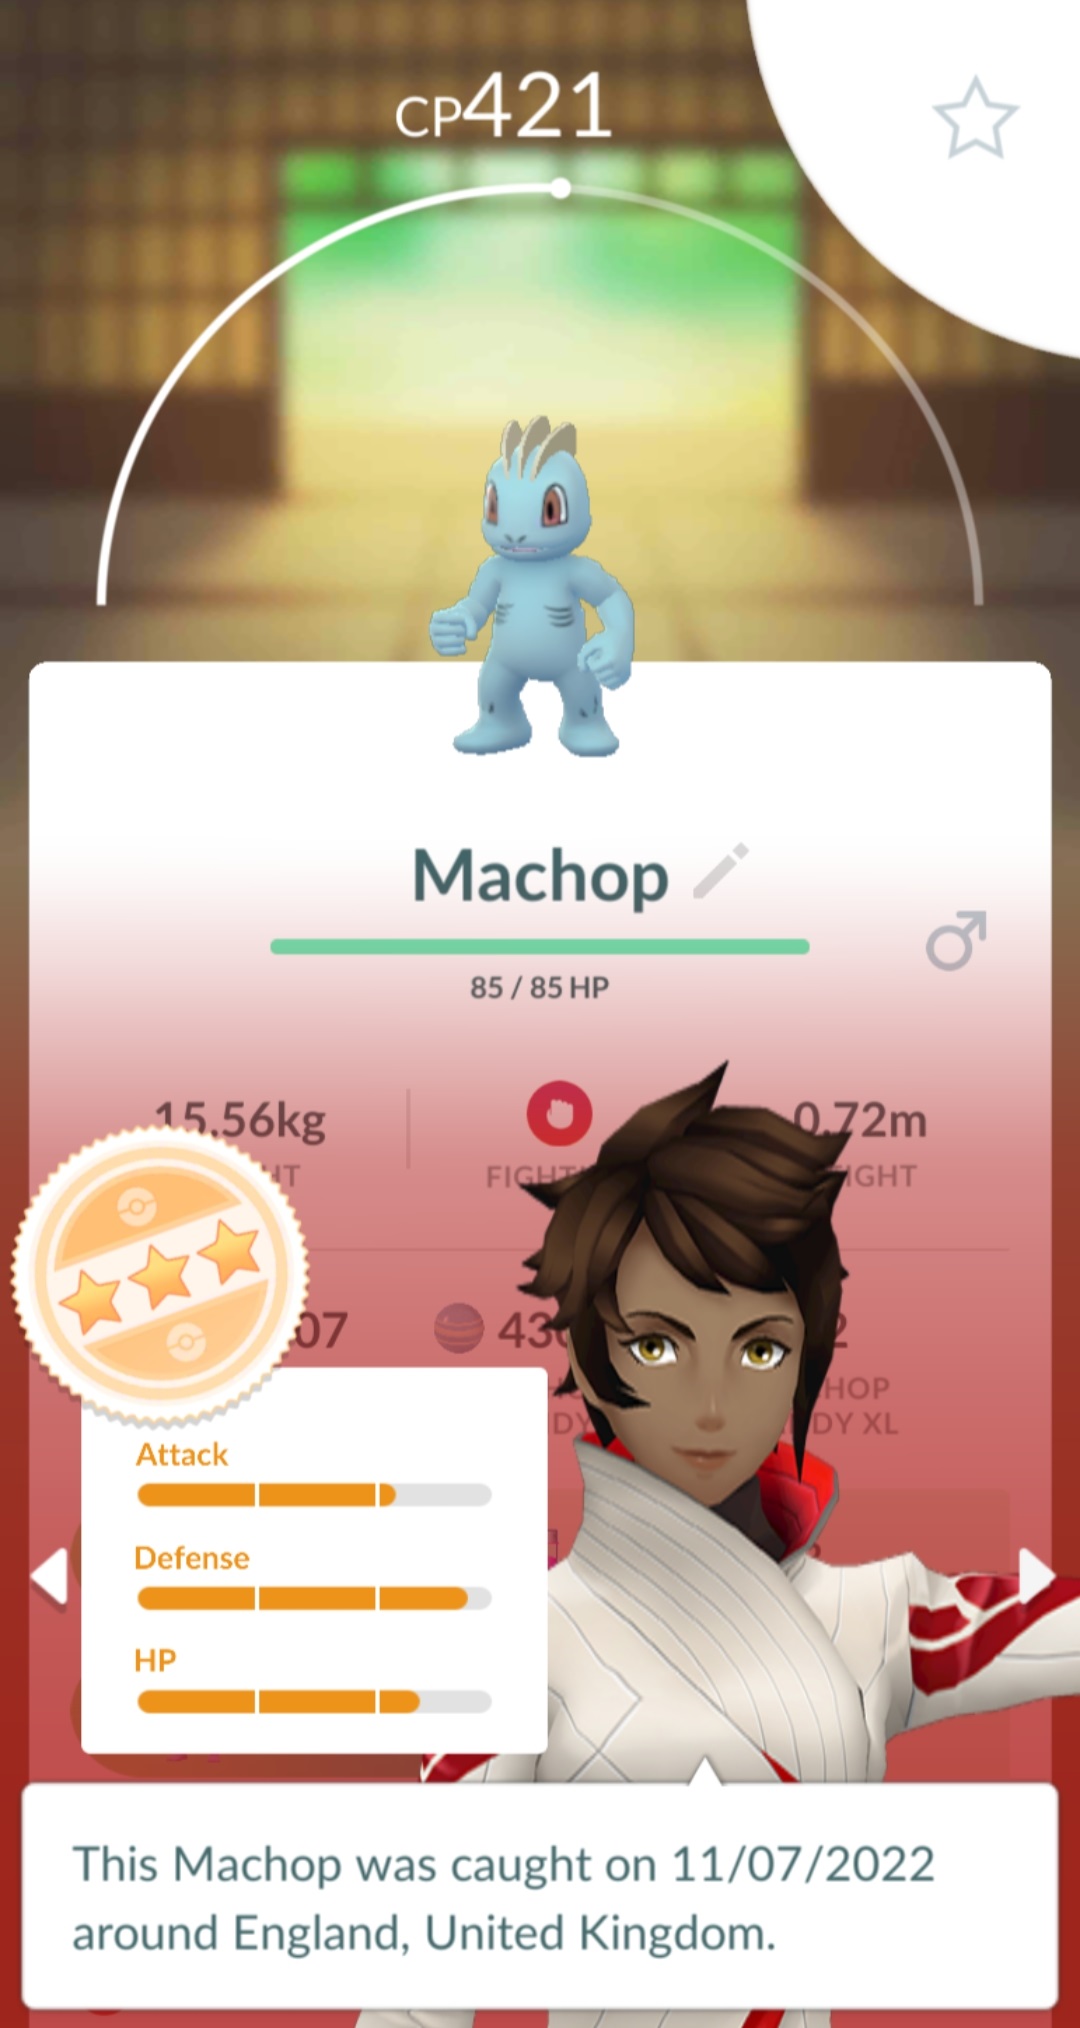 CP421
Machop
85 / 85 HP
15.56kg
0.72m
Attack
Defense
HP
This Machop was caught on 11/07/2022
around England, United Kingdom.